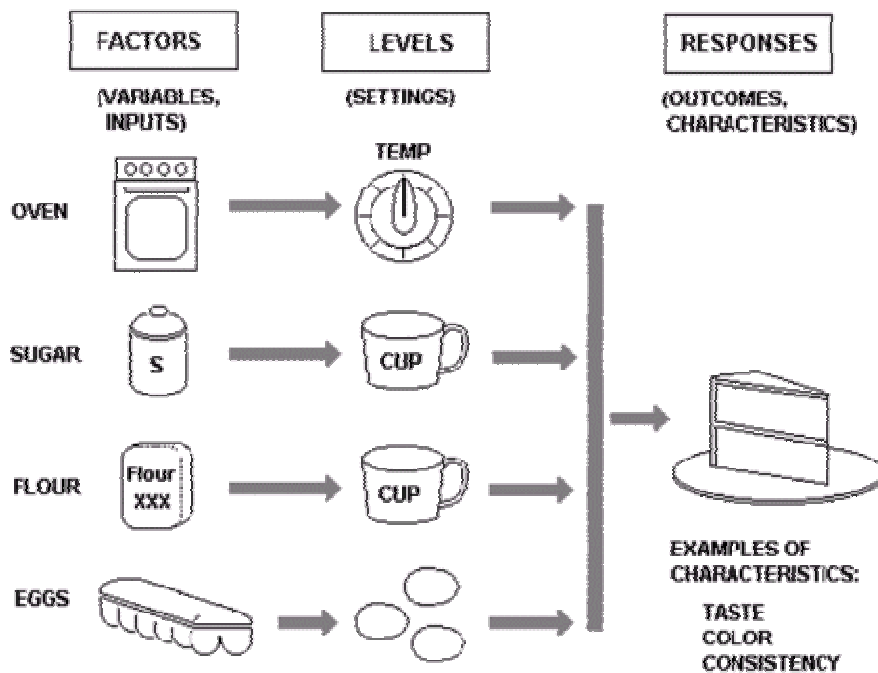 FACTORS
LEVELS
RESPONSES
(VARIABLES,
INPUTS)
(SETTINGS)
(OUTCOMES,
CHARACTERISTICS)
TEMP
OVEN
SUGAR
S
CUP
FLOUR
Flour
XXX
CUP
EGGS
EXAMPLES OF
CHARACTERISTICS:
TASTE
COLOR
CONSISTENCY